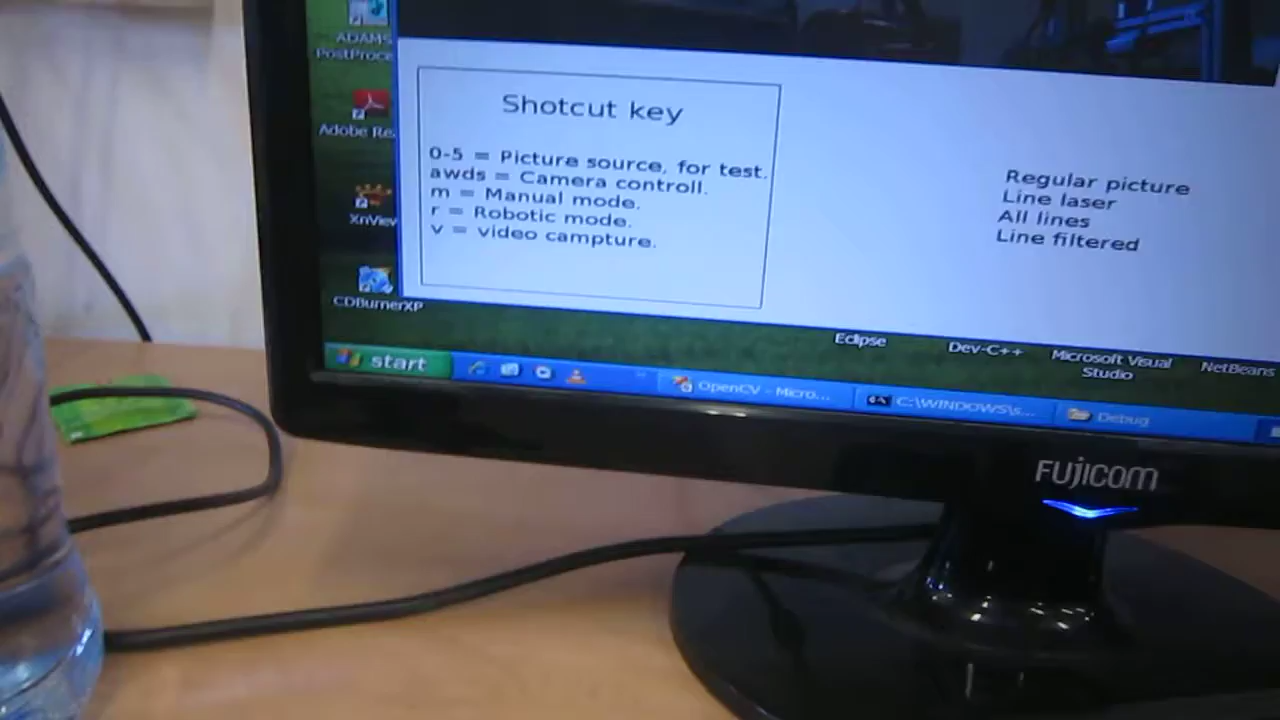 ADAMS
PostProce
Adobe Re
XnView
CDBurnerXP
Shotcut key
0-5 = Picture source, for test.
awds = Camera controll.
m = Manual mode.
r = Robotic mode.
v = video campture.
Regular picture
Line laser
All lines
Line filtered
Eclipse
Dev-C++
Microsoft Visual
Studio
NetBeans
start
OpenCV - Micro...
C:\WINDOWS\s...
Debug
FUJICOM